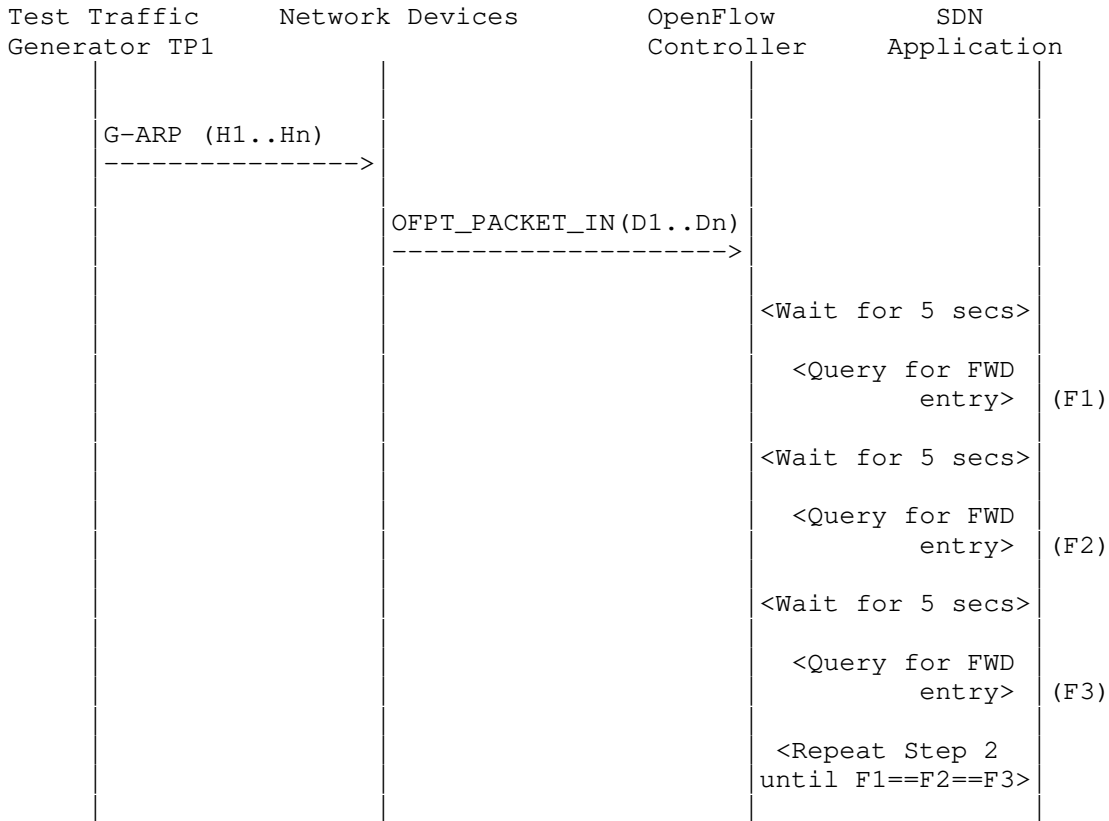 Test Traffic Network Devices OpenFlow SDN
Generator TP1 Controller Application
G-ARP (H1..Hn)
---------------->
OFPT_PACKET_IN(D1..Dn)
--------------------->
<Wait for 5 secs>
<Query for FWD
entry> (F1)
<Wait for 5 secs>
<Query for FWD
entry> (F2)
<Wait for 5 secs>
<Query for FWD
entry> (F3)
<Repeat Step 2
until F1==F2==F3>